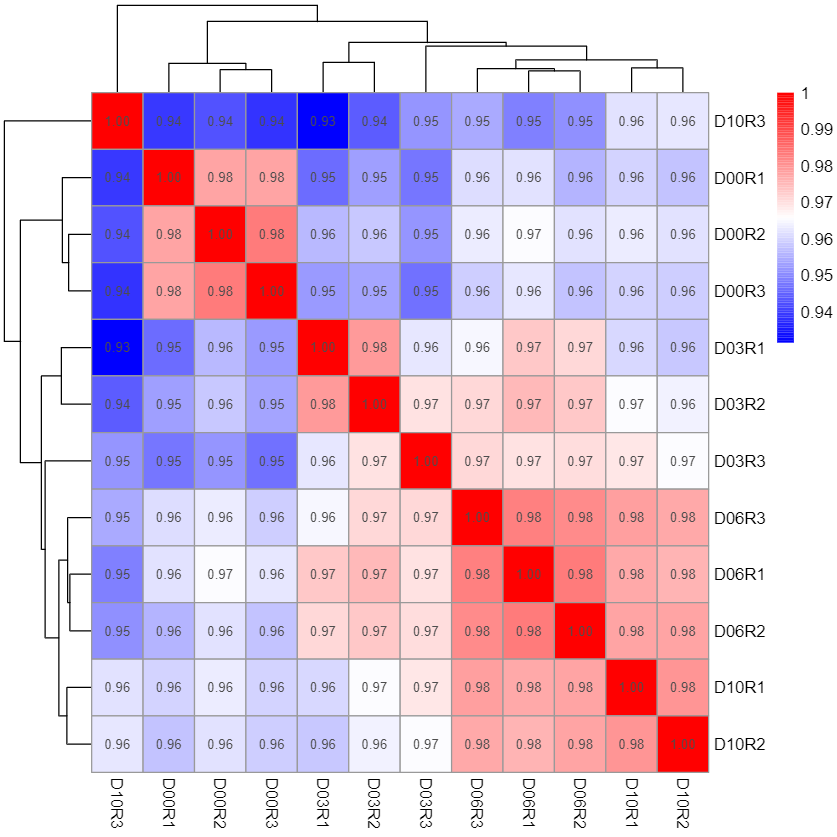 1.00 0.94 0.94 0.94 0.93 0.94 0.95 0.95 0.95 0.95 0.96 0.96 D10R3
0.94 1.00 0.98 0.98 0.95 0.95 0.95 0.96 0.96 0.96 0.96 0.96 D00R1
0.94 0.98 1.00 0.98 0.96 0.96 0.95 0.96 0.97 0.96 0.96 0.96 D00R2
0.94 0.98 0.98 1.00 0.95 0.95 0.95 0.96 0.96 0.96 0.96 0.96 D00R3
0.93 0.95 0.96 0.95 1.00 0.98 0.96 0.96 0.97 0.97 0.96 0.96 D03R1
0.94 0.95 0.96 0.95 0.98 1.00 0.97 0.97 0.97 0.97 0.97 0.96 D03R2
0.95 0.95 0.95 0.95 0.96 0.97 1.00 0.97 0.97 0.97 0.97 0.97 D03R3
0.95 0.96 0.96 0.96 0.96 0.97 0.97 1.00 0.98 0.98 0.98 0.98 D06R3
0.95 0.96 0.97 0.96 0.97 0.97 0.97 0.98 1.00 0.98 0.98 0.98 D06R1
0.95 0.96 0.96 0.96 0.97 0.97 0.97 0.98 0.98 1.00 0.98 0.98 D06R2
0.96 0.96 0.96 0.96 0.96 0.97 0.97 0.98 0.98 0.98 1.00 0.98 D10R1
0.96 0.96 0.96 0.96 0.96 0.96 0.97 0.98 0.98 0.98 0.98 1.00 D10R2
D10R3 D00R1 D00R2 D00R3 D03R1 D03R2 D03R3 D06R3 D06R1 D06R2 D10R1 D10R2
1
0.99
0.98
0.97
0.96
0.95
0.94